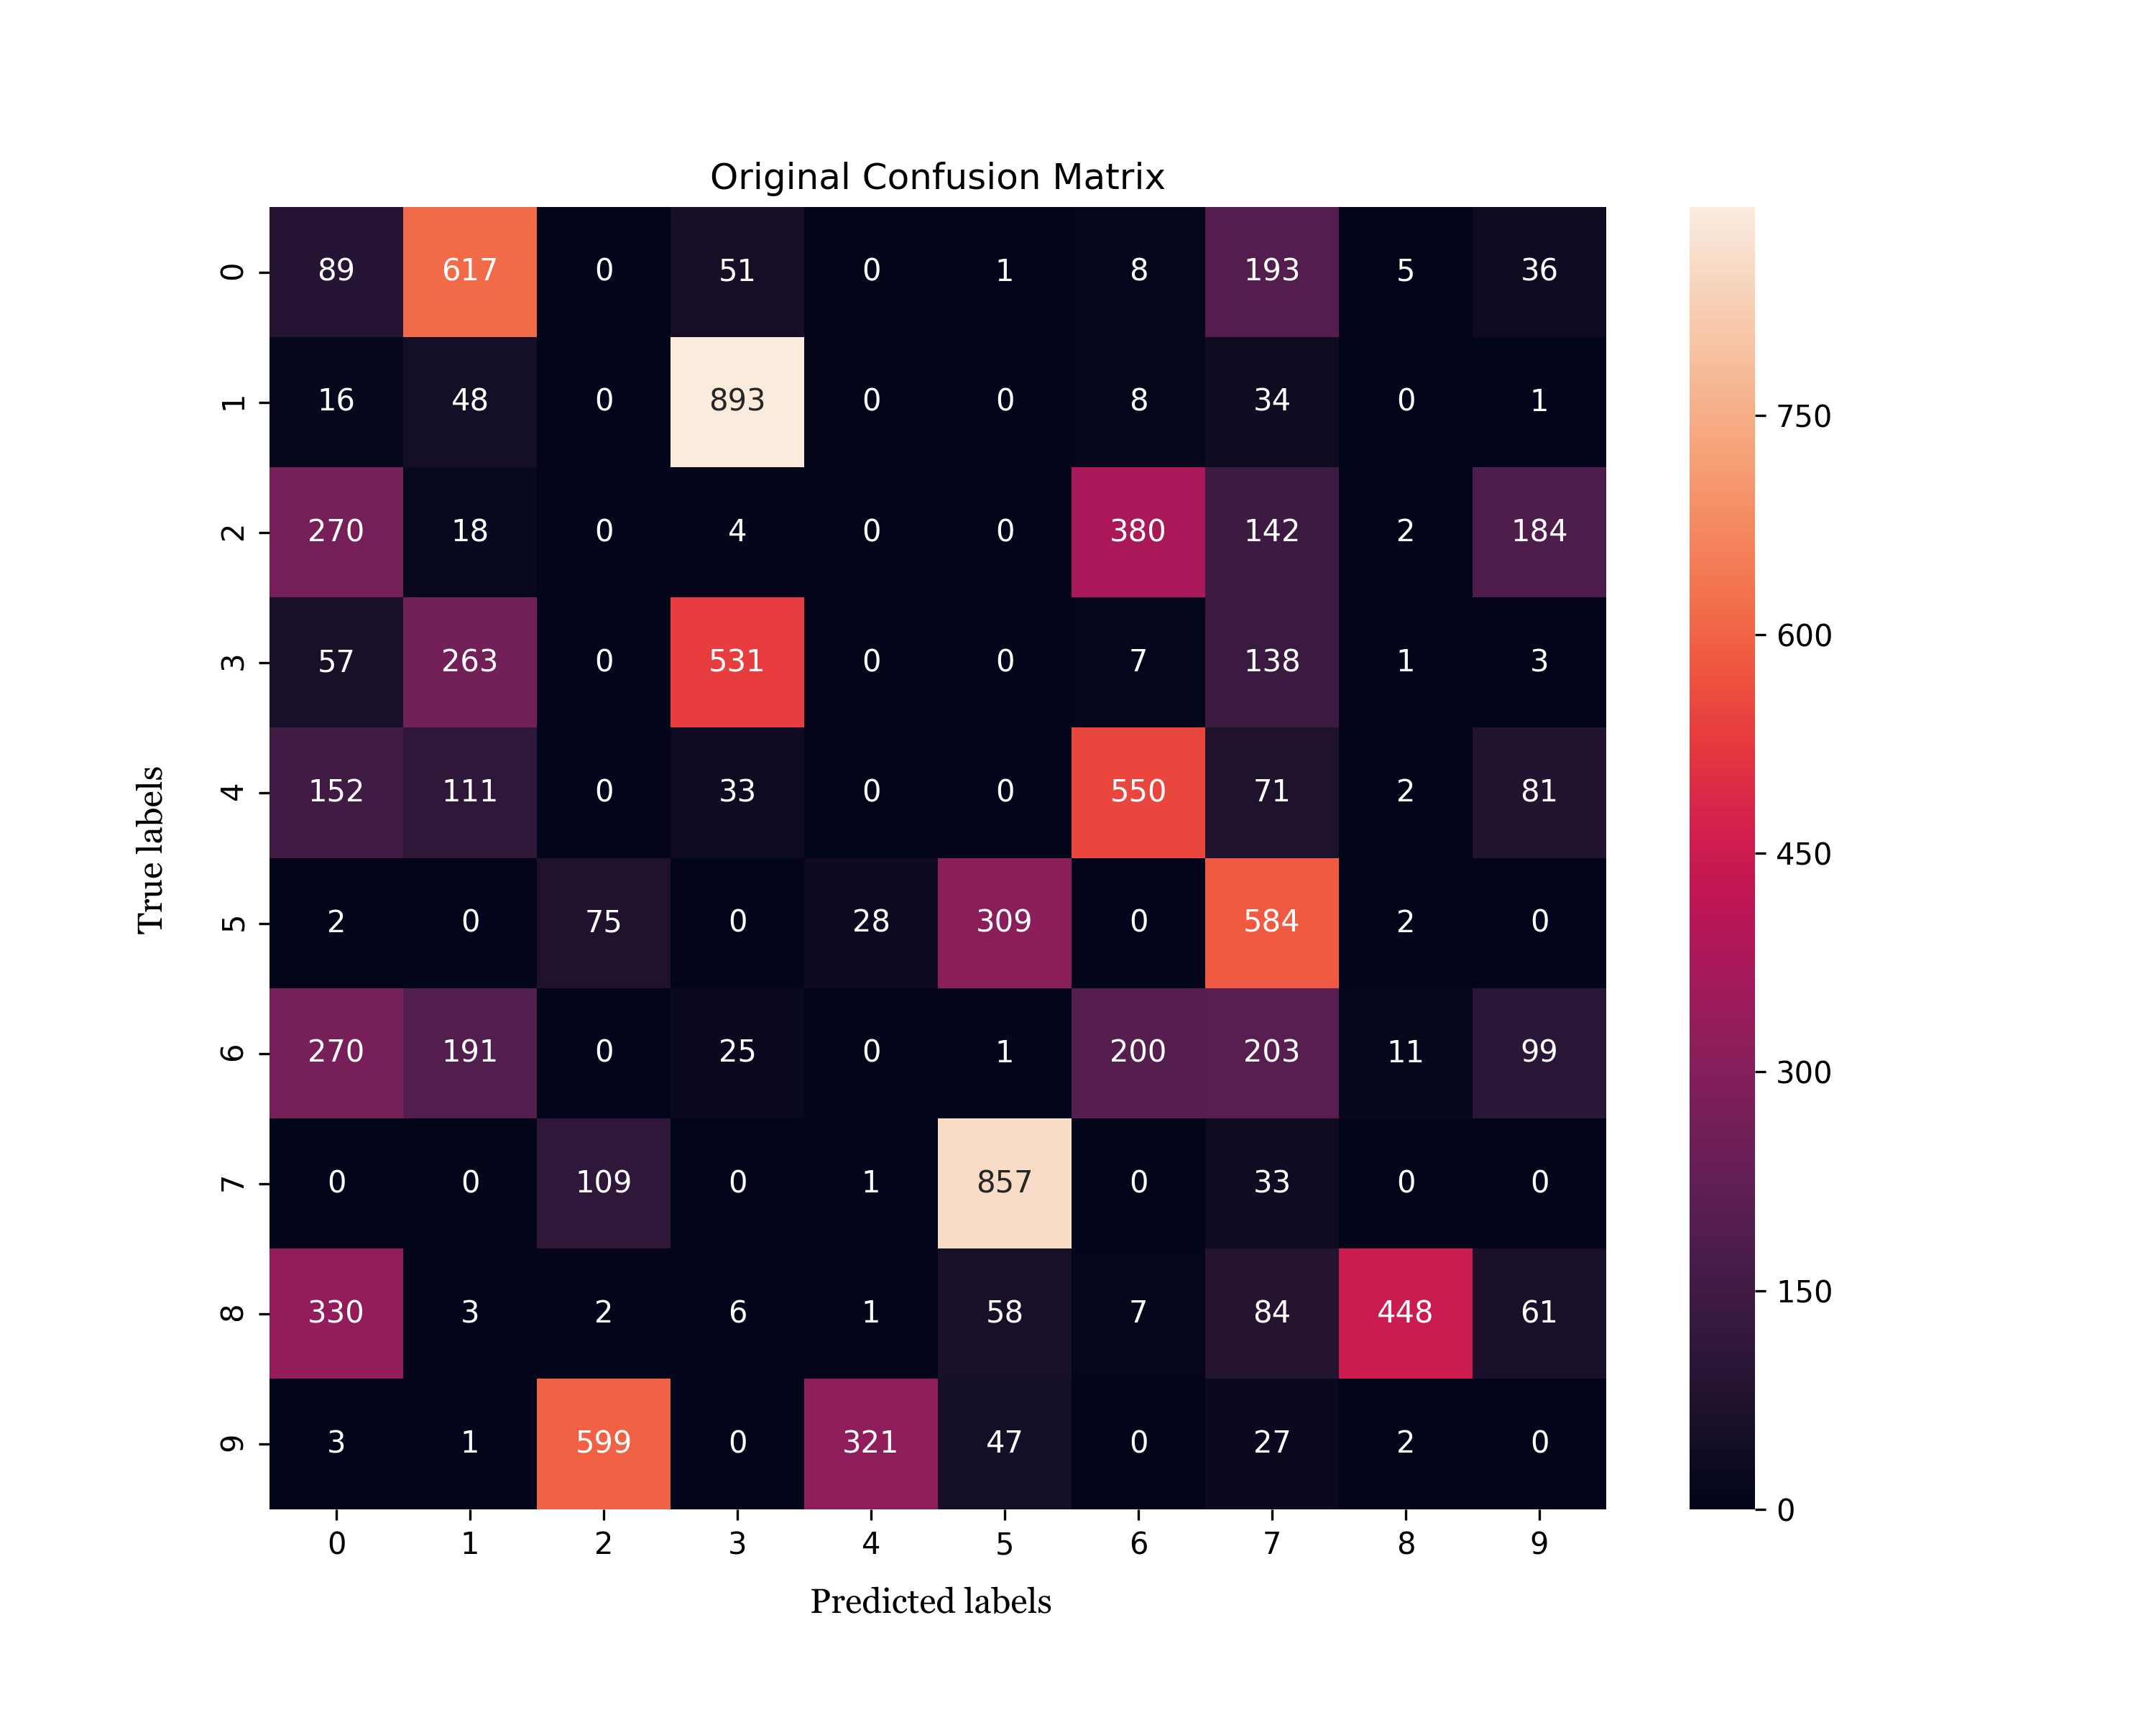 Original Confusion Matrix
0 89 617 0 51 0 1 8 193 5 36
1 16 48 0 893 0 0 8 34 0 1
2 270 18 0 4 0 0 380 142 2 184
3 57 263 0 531 0 0 7 138 1 3
4 152 111 0 33 0 0 550 71 2 81
5 2 0 75 0 28 309 0 584 2 0
6 270 191 0 25 0 1 200 203 11 99
7 0 0 109 0 1 857 0 33 0 0
8 330 3 2 6 1 58 7 84 448 61
9 3 1 599 0 321 47 0 27 2 0
0 1 2 3 4 5 6 7 8 9
Predicted labels
True labels
750
600
450
300
150
0